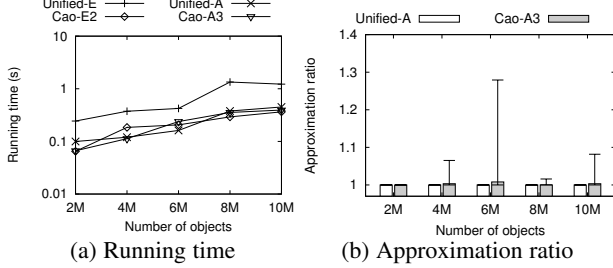 Unified-E Unified-A
Cao-E2 Cao-A3
Running time (s)
10
1
0.1
0.01
2M 4M 6M 8M 10M
Number of objects
(a) Running time
Unified-A Cao-A3
Approximation ratio
1.4
1.3
1.2
1.1
1
2M 4M 6M 8M 10M
Number of objects
(b) Approximation ratio